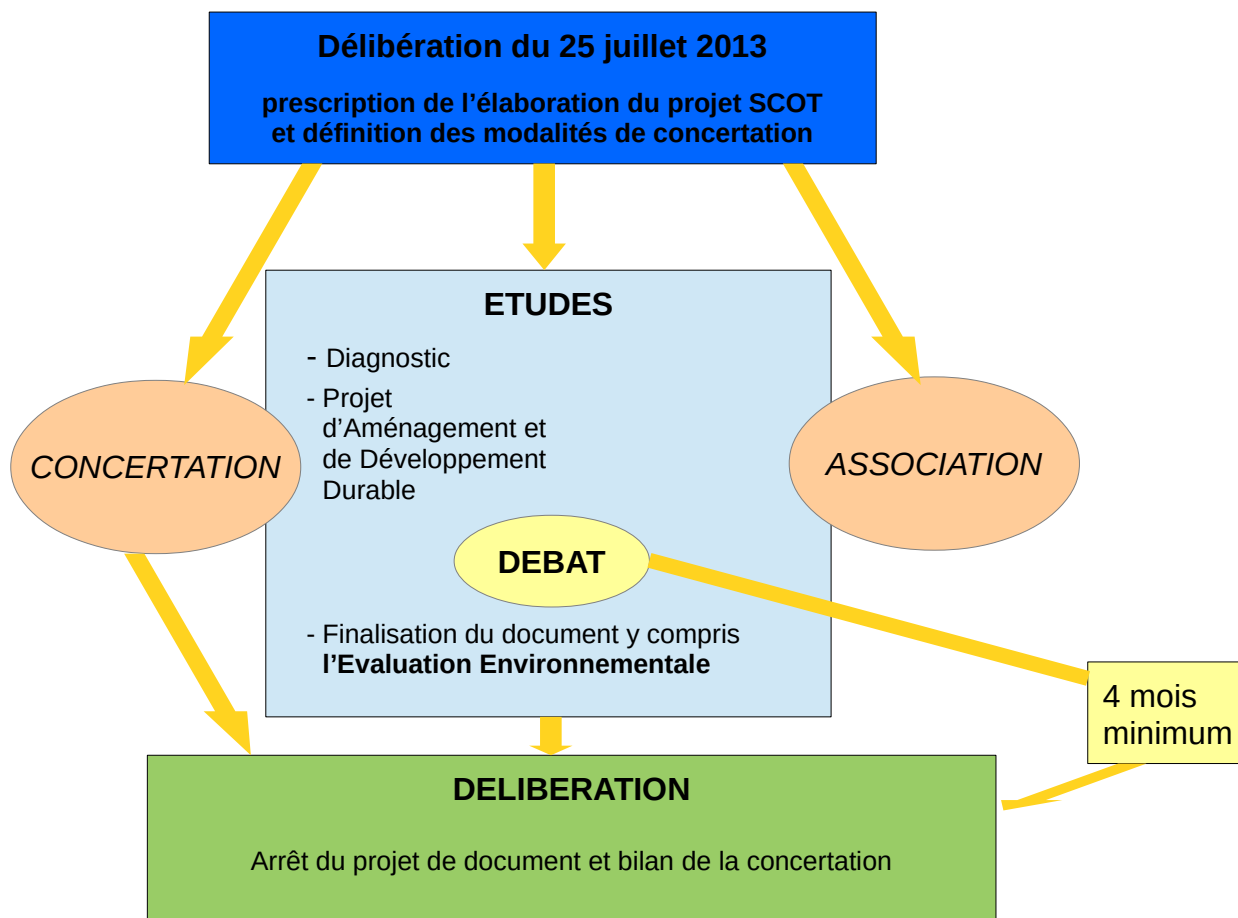 Délibération du 25 juillet 2013
prescription de l’élaboration du projet SCOT
et définition des modalités de concertation
ETUDES
- Diagnostic
- Projet
d’Aménagement et
de Développement
Durable
CONCERTATION
ASSOCIATION
DEBAT
- Finalisation du document y compris
l’Evaluation Environnementale
4 mois
minimum
DELIBERATION
Arrêt du projet de document et bilan de la concertation